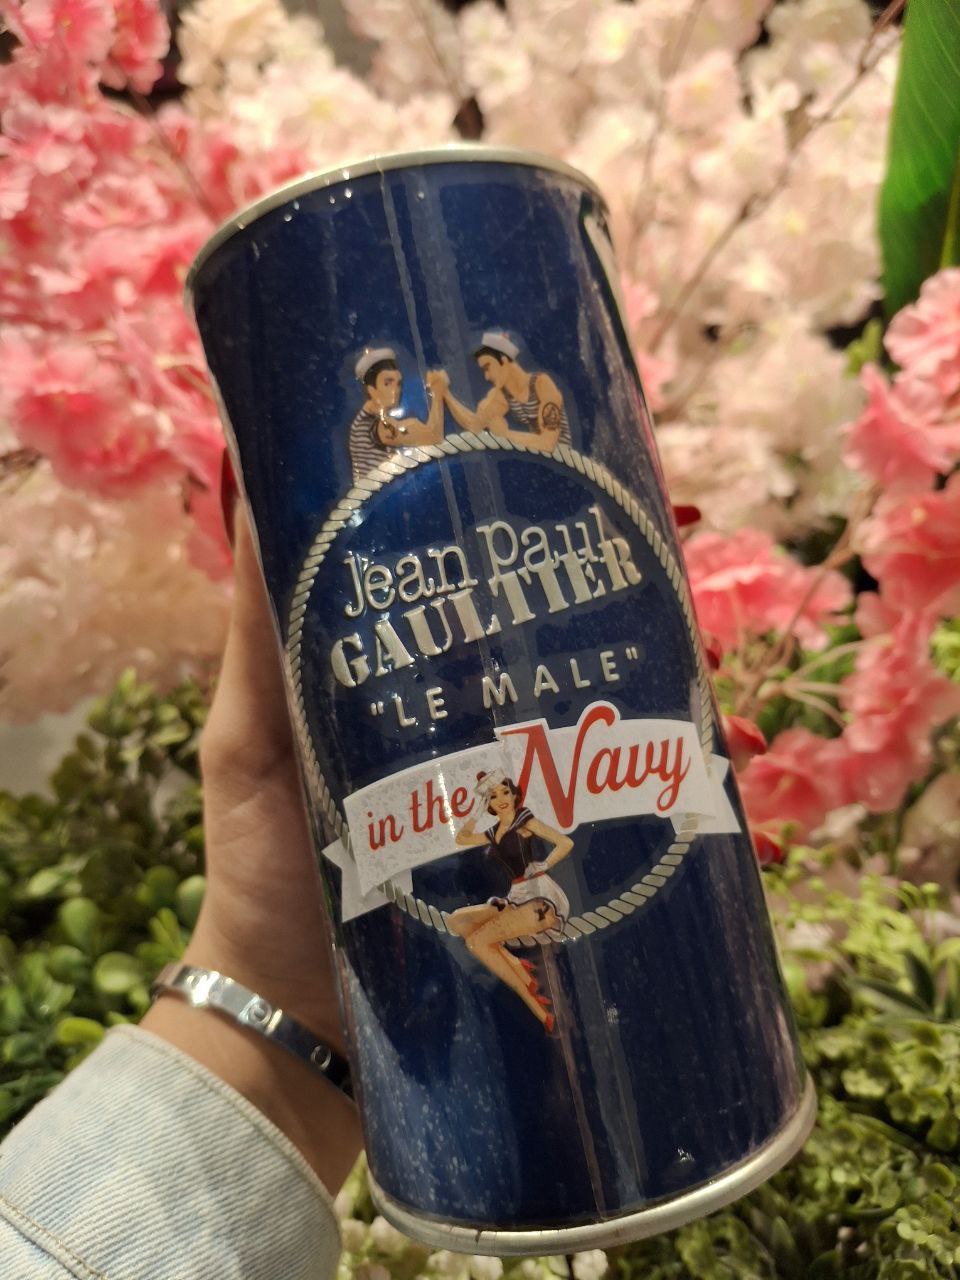 Jean Paul
GAULTIER
"LE MALE"
in the Navy